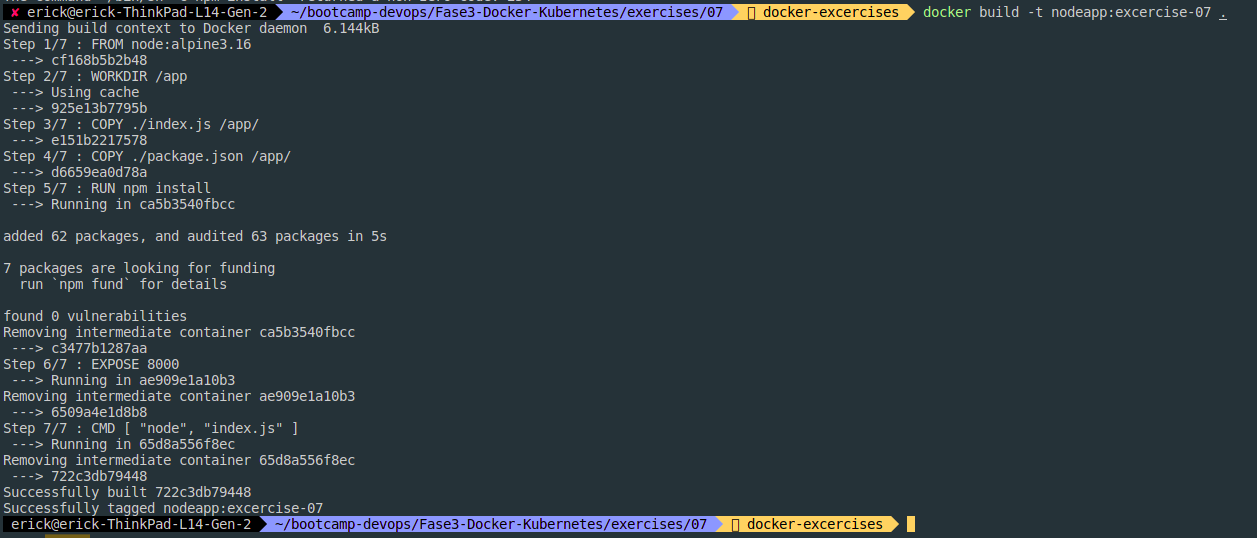 ✘ erick@erick-ThinkPad-L14-Gen-2 ~/bootcamp-devops/Fase3-Docker-Kubernetes/exercises/07 docker-excercises docker build -t nodeapp:excercise-07 .
Sending build context to Docker daemon  6.144kB
Step 1/7 : FROM node:alpine3.16
 ---> cf168b5b2b48
Step 2/7 : WORKDIR /app
 ---> Using cache
 ---> 925e13b7795b
Step 3/7 : COPY ./index.js /app/
 ---> e151b2217578
Step 4/7 : COPY ./package.json /app/
 ---> d6659ea0d78a
Step 5/7 : RUN npm install
 ---> Running in ca5b3540fbcc
added 62 packages, and audited 63 packages in 5s
7 packages are looking for funding
  run `npm fund` for details
found 0 vulnerabilities
Removing intermediate container ca5b3540fbcc
 ---> c3477b1287aa
Step 6/7 : EXPOSE 8000
 ---> Running in ae909e1a10b3
Removing intermediate container ae909e1a10b3
 ---> 6509a4e1d8b8
Step 7/7 : CMD [ "node", "index.js" ]
 ---> Running in 65d8a556f8ec
Removing intermediate container 65d8a556f8ec
 ---> 722c3db79448
Successfully built 722c3db79448
Successfully tagged nodeapp:excercise-07
erick@erick-ThinkPad-L14-Gen-2 ~/bootcamp-devops/Fase3-Docker-Kubernetes/exercises/07 docker-excercises